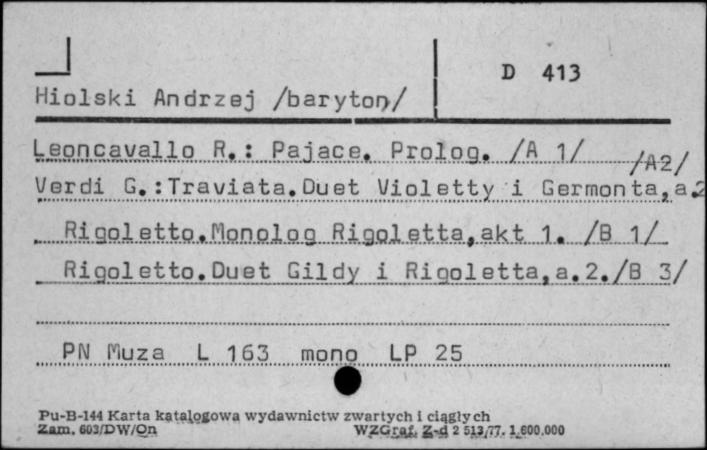 D 413
Hiolski Andrzej /baryton/
Leoncavallo R.: Pajace. Prolog. /A 1/
/A2/
Verdi G.:Traviata.Duet Violetty i Germonta,a.2
Rigoletto.Monolog Rigoletta,akt 1. /B 1/
Rigoletto.Duet Gildy i Rigoletta,a.2./B 3/
PN Muza L 163 mono LP 25
Pu-B-144 Karta katalogowa wydawnictw zwartych i ciągłych
Zam. 603/DW/On WZGraf. Z-d 2 513/77. 1.600.000